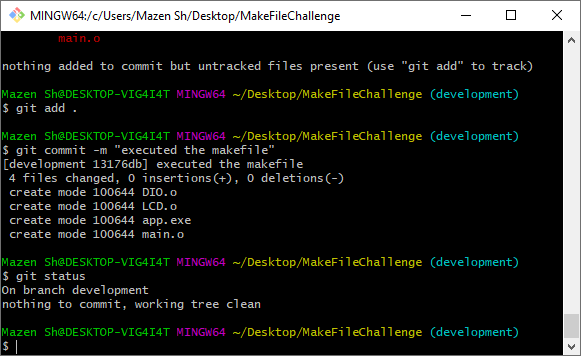 MINGW64:/c/Users/Mazen Sh/Desktop/MakeFileChallenge
main.o
nothing added to commit but untracked files present (use "git add" to track)
Mazen Sh@DESKTOP-VIG4I4T MINGW64 ~/Desktop/MakeFileChallenge (development)
$ git add .
Mazen Sh@DESKTOP-VIG4I4T MINGW64 ~/Desktop/MakeFileChallenge (development)
$ git commit -m "executed the makefile"
[development 13176db] executed the makefile
4 files changed, 0 insertions(+), 0 deletions(-)
create mode 100644 DIO.o
create mode 100644 LCD.o
create mode 100644 app.exe
create mode 100644 main.o
Mazen Sh@DESKTOP-VIG4I4T MINGW64 ~/Desktop/MakeFileChallenge (development)
$ git status
On branch development
nothing to commit, working tree clean
Mazen Sh@DESKTOP-VIG4I4T MINGW64 ~/Desktop/MakeFileChallenge (development)
$